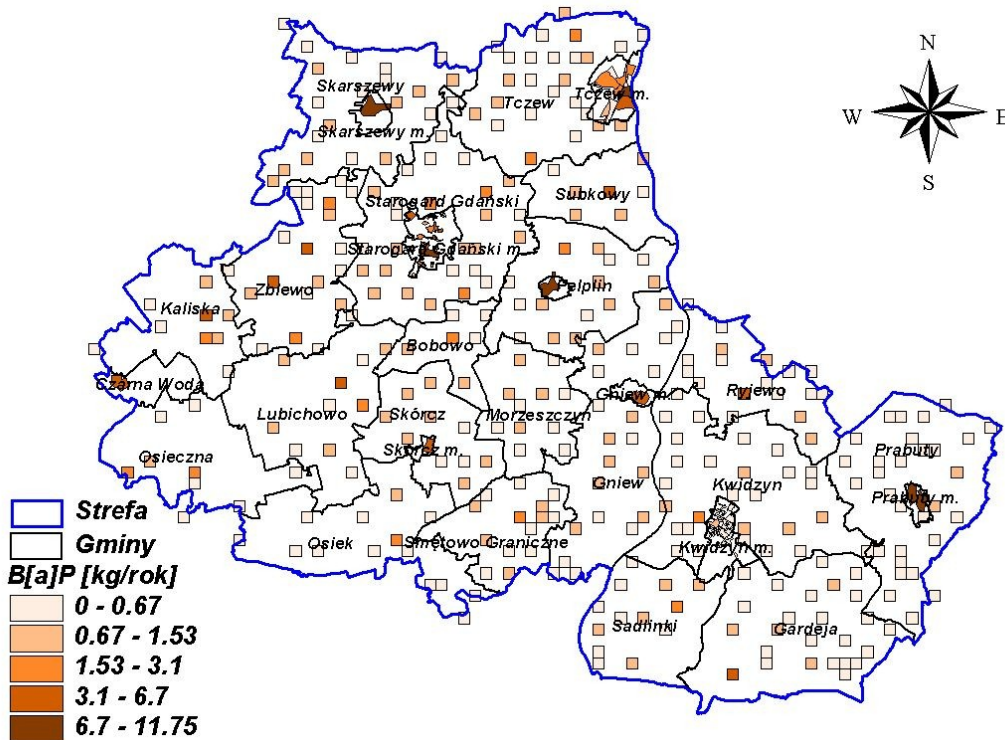 N
W
E
S
Skarszewy
Skarszewy m.
Tczew
Tczew m.
Starogard Gdański
Subkowy
Starogard Gdański m.
Zblewo
Pelplin
Kaliska
Bobowo
Czarna Woda
Lubichowo
Skórcz
Morzeszczyn
Gniew m.
Ryjewo
Skórcz m.
Osieczna
Gniew
Kwidzyn
Prabuty
Prabuty m.
Osiek
Smętowo Graniczne
Kwidzyn m.
Sadlinki
Gardeja
Strefa
Gminy
B[a]P [kg/rok]
0 - 0.67
0.67 - 1.53
1.53 - 3.1
3.1 - 6.7
6.7 - 11.75